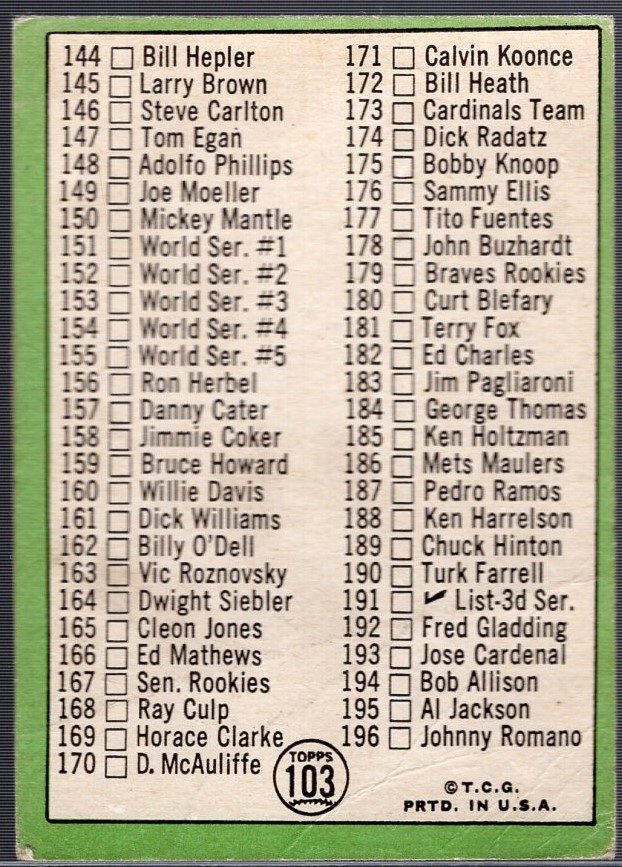 144 Bill Hepler
145 Larry Brown
146 Steve Carlton
147 Tom Egan
148 Adolfo Phillips
149 Joe Moeller
150 Mickey Mantle
151 World Ser. #1
152 World Ser. #2
153 World Ser. #3
154 World Ser. #4
155 World Ser. #5
156 Ron Herbel
157 Danny Cater
158 Jimmie Coker
159 Bruce Howard
160 Willie Davis
161 Dick Williams
162 Billy O'Dell
163 Vic Roznovsky
164 Dwight Siebler
165 Cleon Jones
166 Ed Mathews
167 Sen. Rookies
168 Ray Culp
169 Horace Clarke
170 D. McAuliffe
171 Calvin Koonce
172 Bill Heath
173 Cardinals Team
174 Dick Radatz
175 Bobby Knoop
176 Sammy Ellis
177 Tito Fuentes
178 John Buzhardt
179 Braves Rookies
180 Curt Blefary
181 Terry Fox
182 Ed Charles
183 Jim Pagliaroni
184 George Thomas
185 Ken Holtzman
186 Mets Maulers
187 Pedro Ramos
188 Ken Harrelson
189 Chuck Hinton
190 Turk Farrell
191 ✓ List-3d Ser.
192 Fred Gladding
193 Jose Cardenal
194 Bob Allison
195 Al Jackson
196 Johnny Romano
TOPPS
103
© T.C.G.
PRTD. IN U.S.A.